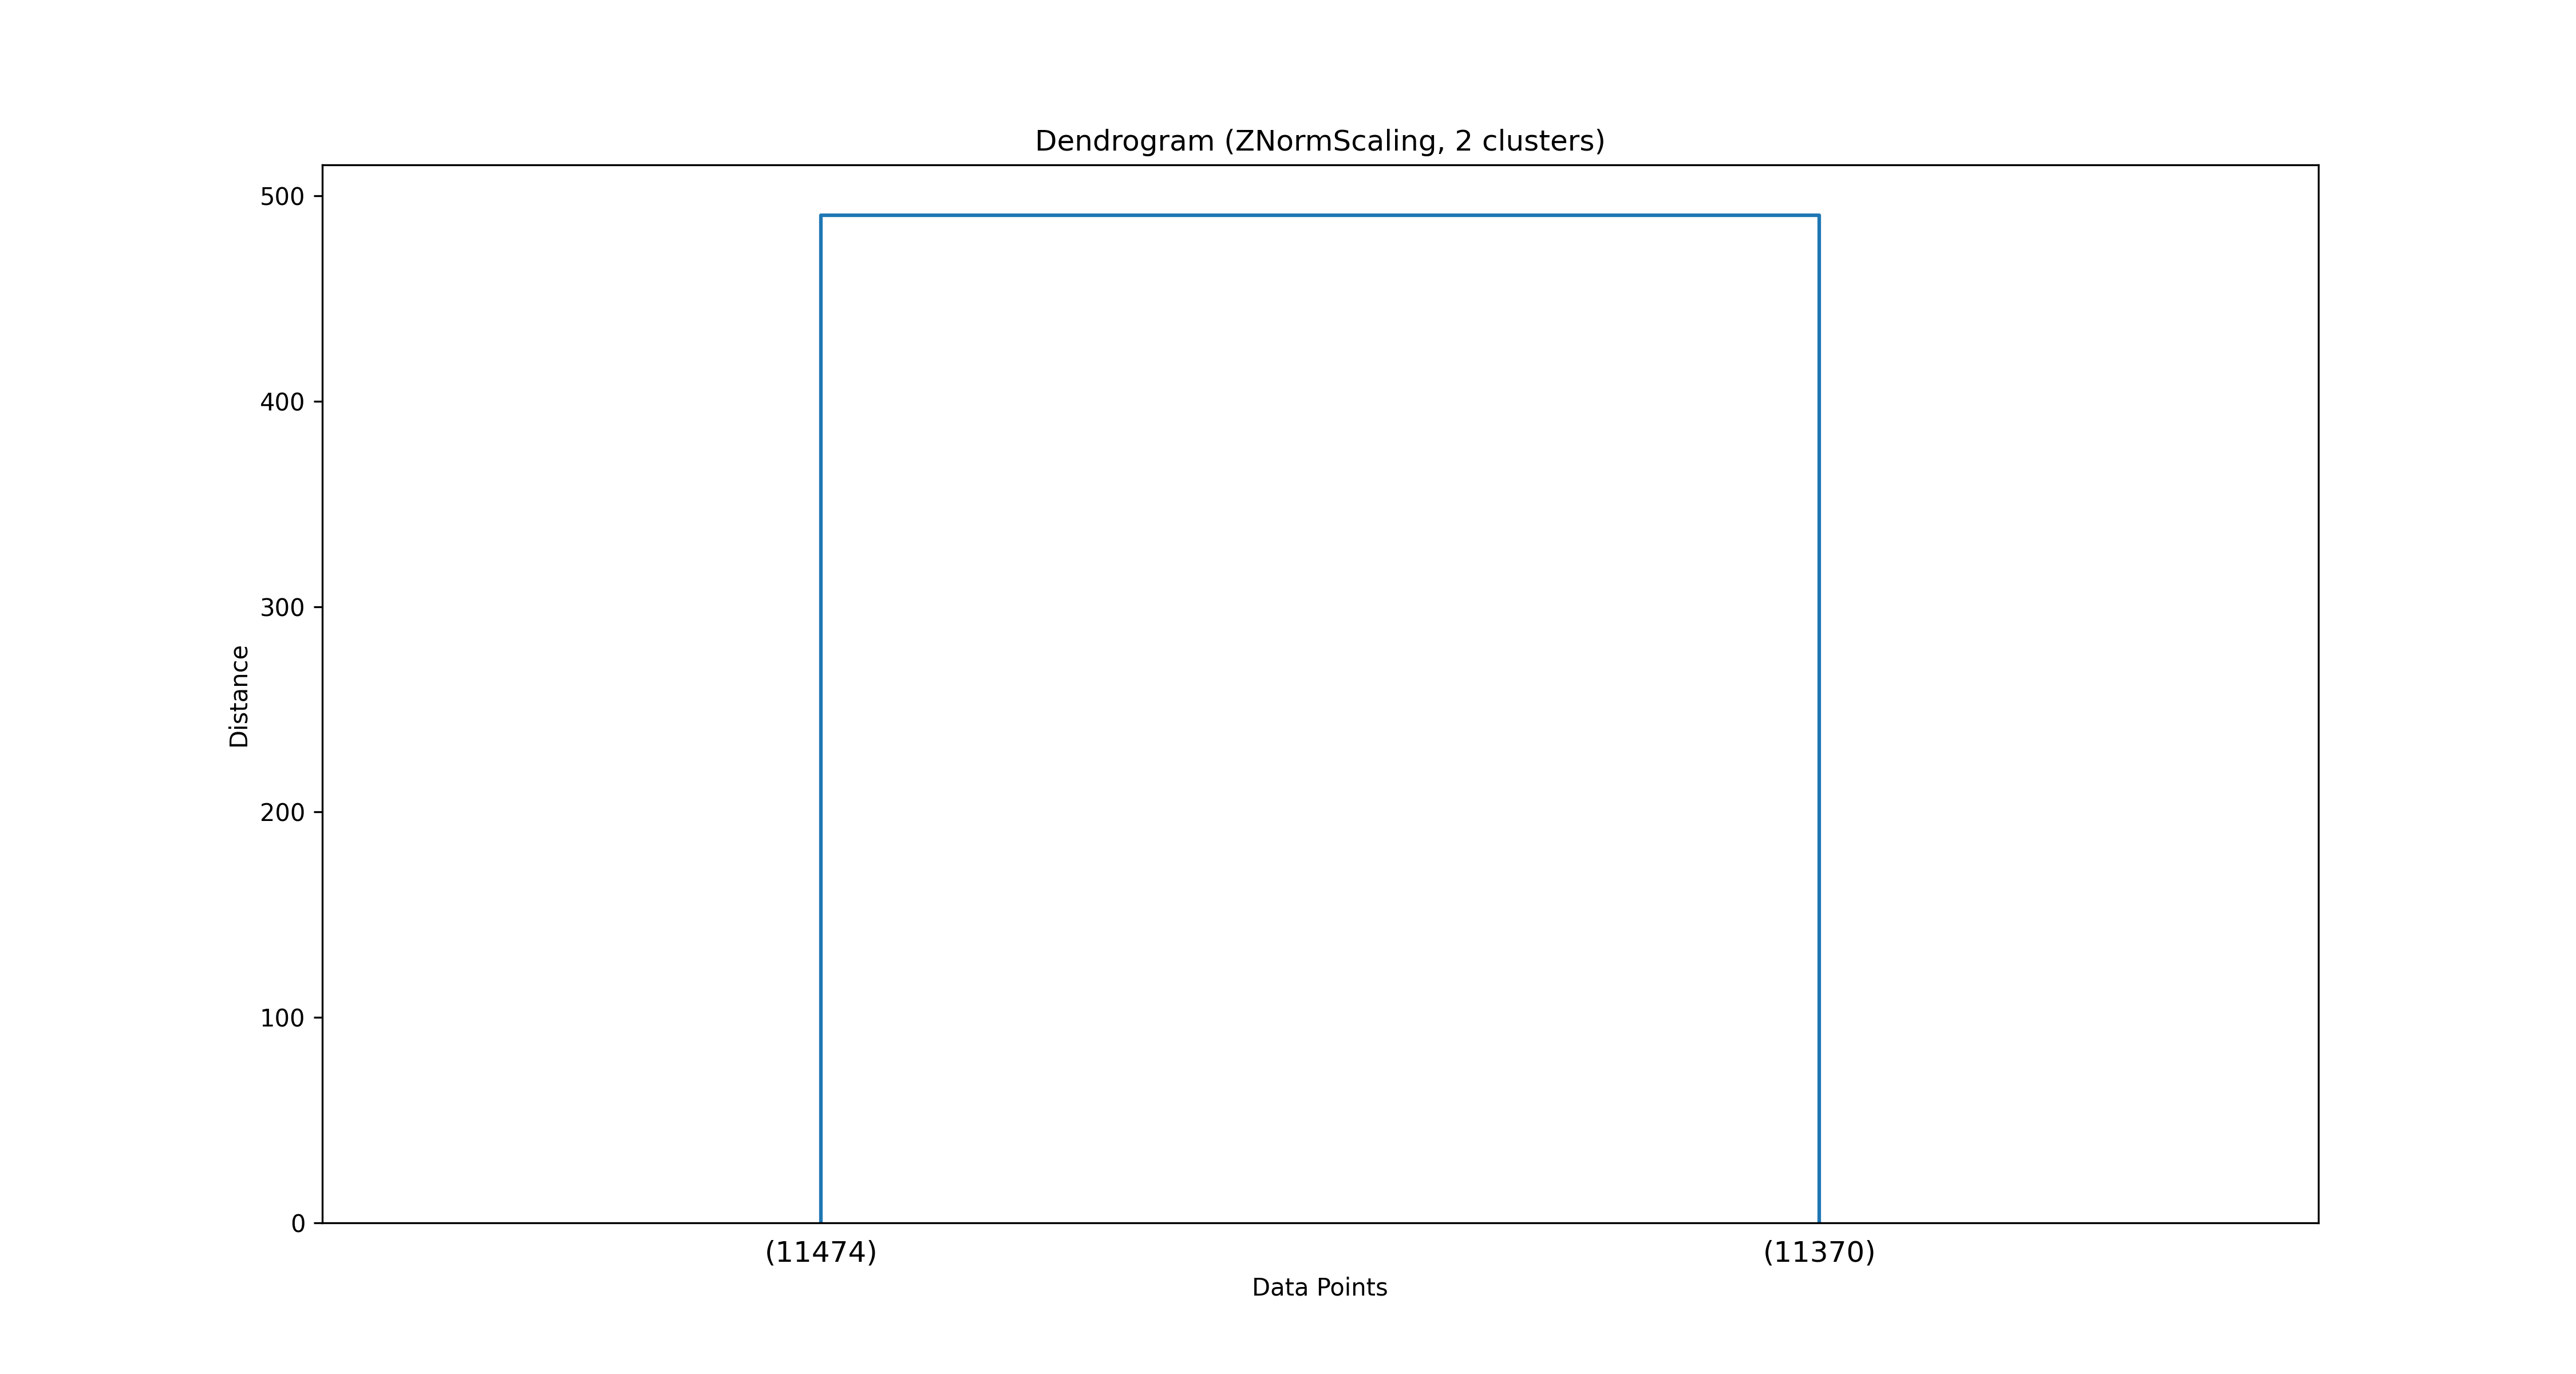 Dendrogram (ZNormScaling, 2 clusters)
500
400
300
200
100
0
Distance
(11474)
(11370)
Data Points